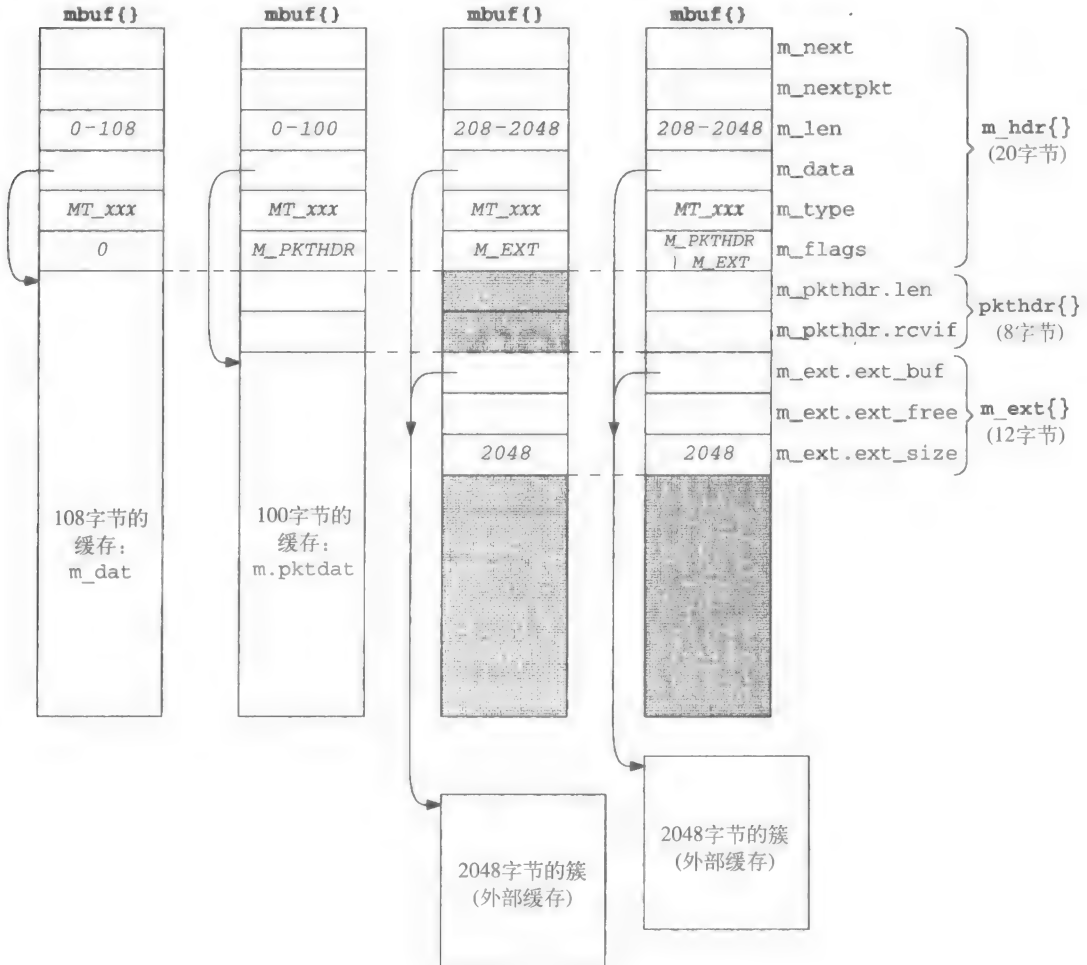 mbuf{} mbuf{} mbuf{} mbuf{}
m_next
m_nextpkt
0-108 0-100 208-2048 208-2048 m_len
m_hdr{}
(20字节)
m_data
MT_xxx MT_xxx MT_xxx MT_xxx m_type
0 M_PKTHDR M_EXT M_PKTHDR
| M_EXT
m_flags
m_pkthdr.len
m_pkthdr.rcvif
pkthdr{}
(8字节)
m_ext.ext_buf
m_ext.ext_free
2048 2048 m_ext.ext_size
m_ext{}
(12字节)
108字节的
缓存:
m_dat
100字节的
缓存:
m.pktdat
2048字节的簇
(外部缓存)
2048字节的簇
(外部缓存)